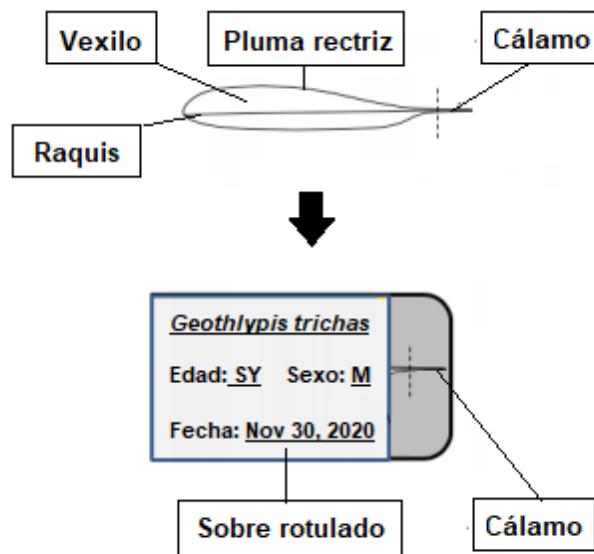 Vexilo
Pluma rectriz
Cálamo
Raquis
Geothlypis trichas
Edad: SY Sexo: M
Fecha: Nov 30, 2020
Sobre rotulado
Cálamo